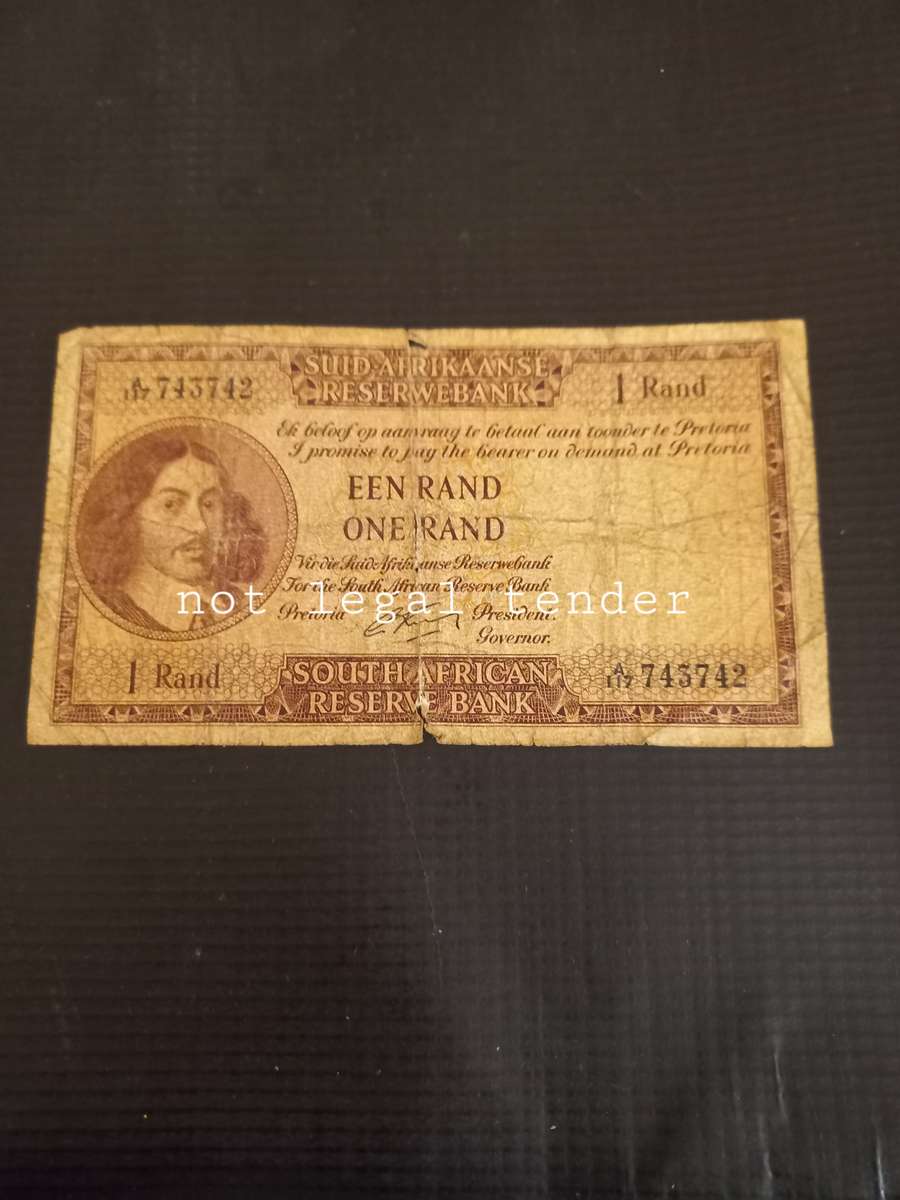 SUID-AFRIKAANSE
RESERWEBANK
A/117 743742
1 Rand
Ek beloof op aanvraag te betaal aan toonder te Pretoria
I promise to pay the bearer on demand at Pretoria
EEN RAND
ONE RAND
Vir die Suid-Afrikaanse Reserwebank
For the South African Reserve Bank
not legal tender
Pretoria
President.
Governor.
1 Rand
SOUTH AFRICAN
RESERVE BANK
A/117 743742